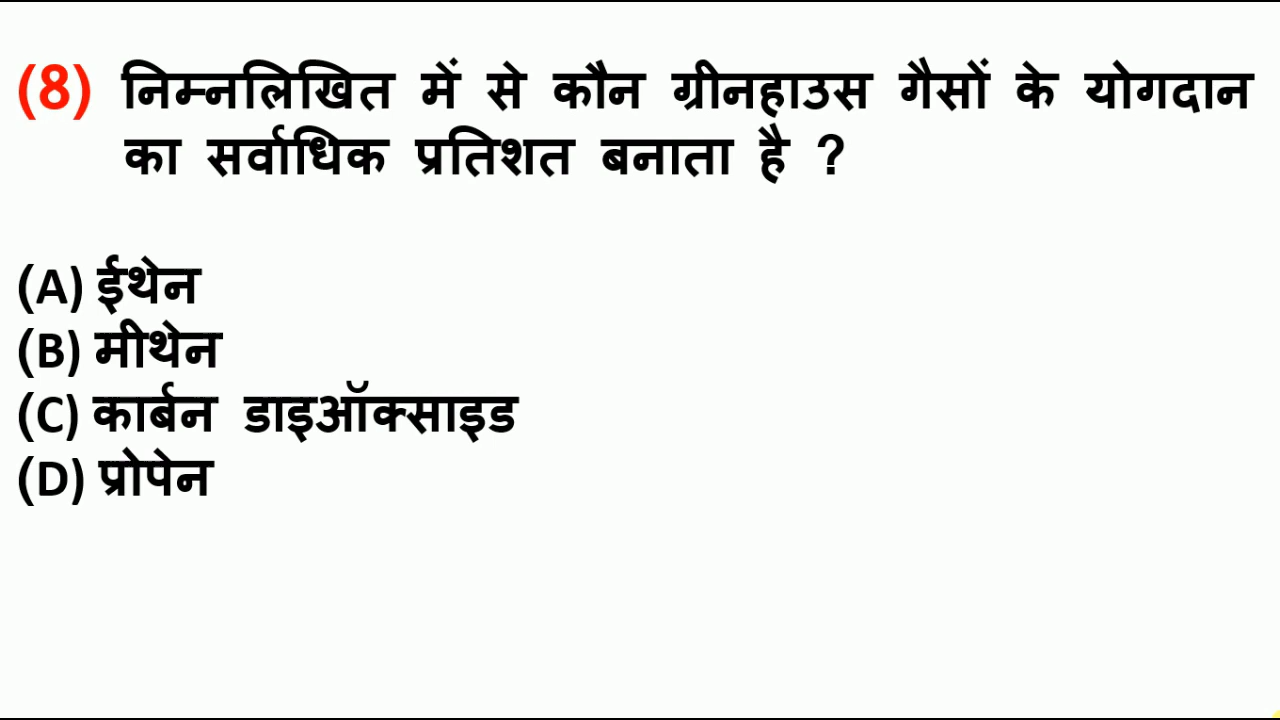 (8) निम्नलिखित में से कौन ग्रीनहाउस गैसों के योगदान
का सर्वाधिक प्रतिशत बनाता है ?
(A) ईथेन
(B) मीथेन
(C) कार्बन डाइऑक्साइड
(D) प्रोपेन